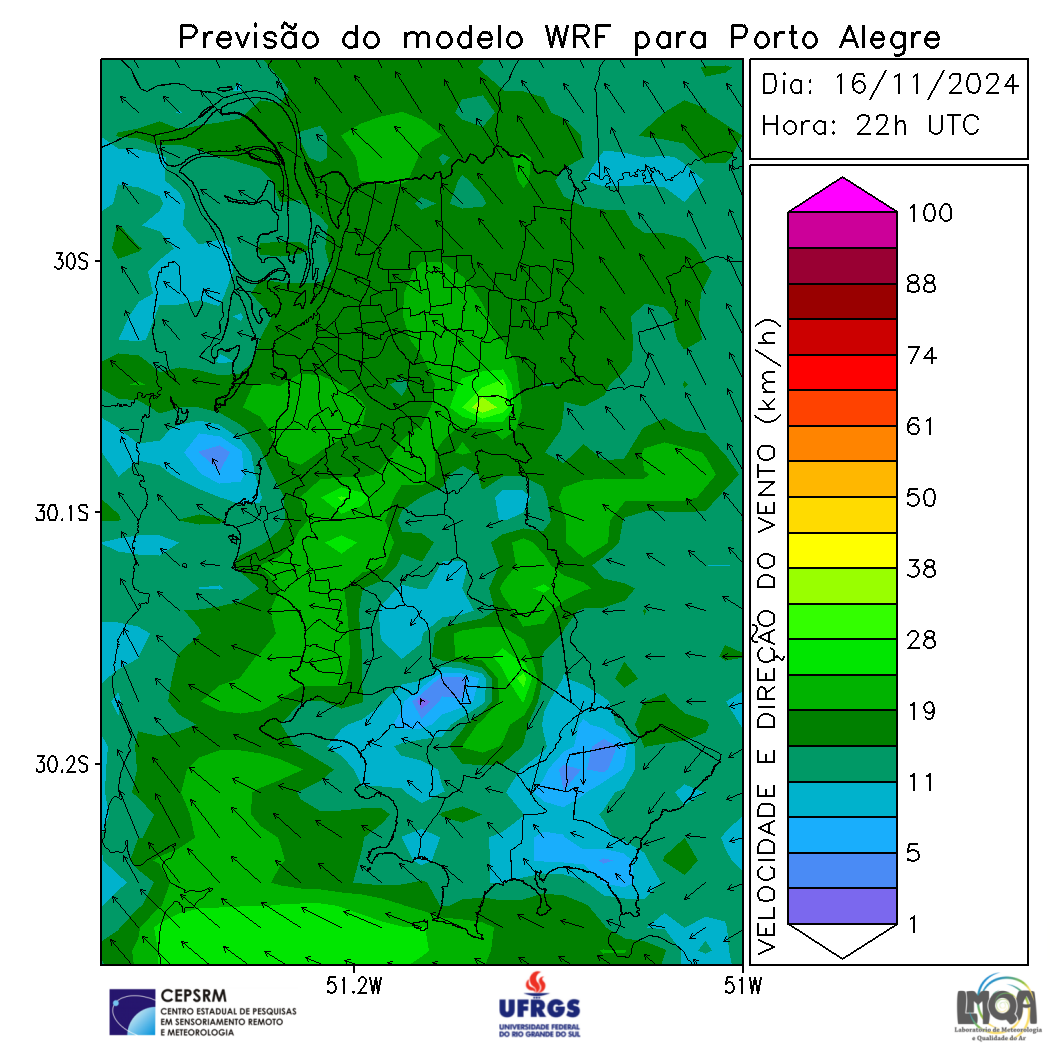 Previsão do modelo WRF para Porto Alegre
Dia: 16/11/2024
Hora: 22h UTC
30S
30.1S
30.2S
51.2W
51W
VELOCIDADE E DIREÇÃO DO VENTO (km/h)
100
88
74
61
50
38
28
19
11
5
1
CEPSRM
CENTRO ESTADUAL DE PESQUISAS
EM SENSORIAMENTO REMOTO
E METEOROLOGIA
UFRGS
UNIVERSIDADE FEDERAL
DO RIO GRANDE DO SUL
LMQA
Laboratório de Meteorologia
e Qualidade do Ar